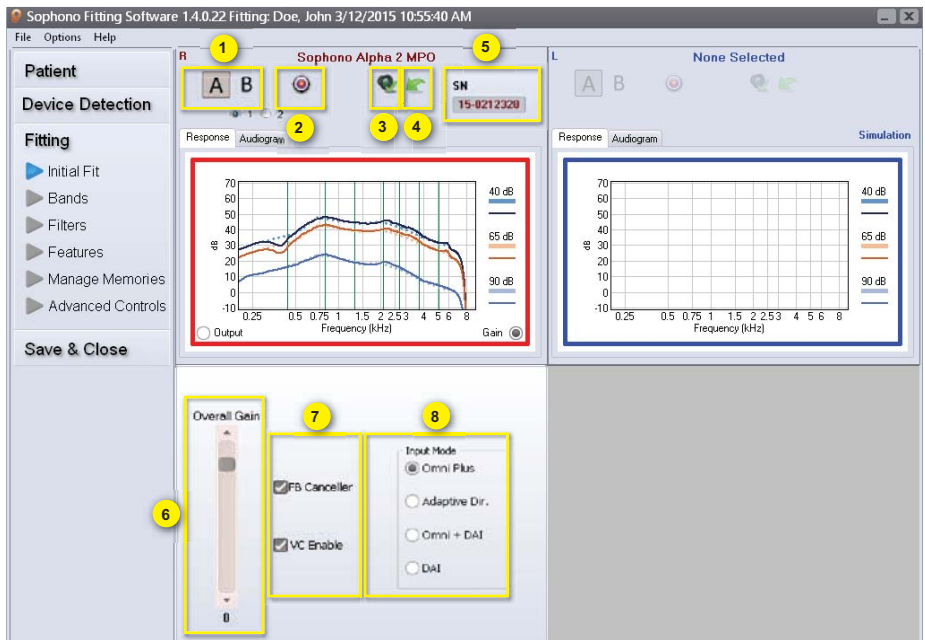 Sophono Fitting Software 1.4.0.22 Fitting: Doe, John 3/12/2015 10:55:40 AM
File Options Help
Patient
Device Detection
Fitting
Initial Fit
Bands
Filters
Features
Manage Memories
Advanced Controls
Save & Close
R
1
Sophono Alpha 2 MPO
5
A B
SN
15-0212320
1 2
2
3
4
Response Audiogram
70
60
50
40
30
20
10
0
-10
dB
0.25 0.5 0.75 1 1.5 2 2.5 3 4 5 6 8
Frequency (kHz)
Output
Gain
40 dB
65 dB
90 dB
L
None Selected
A B
Response Audiogram
Simulation
70
60
50
40
30
20
10
0
-10
dB
0.25 0.5 0.75 1 1.5 2 2.5 3 4 5 6 8
Frequency (kHz)
40 dB
65 dB
90 dB
Overall Gain
6
0
7
FB Canceller
VC Enable
8
Input Mode
Omni Plus
Adaptive Dir.
Omni + DAI
DAI